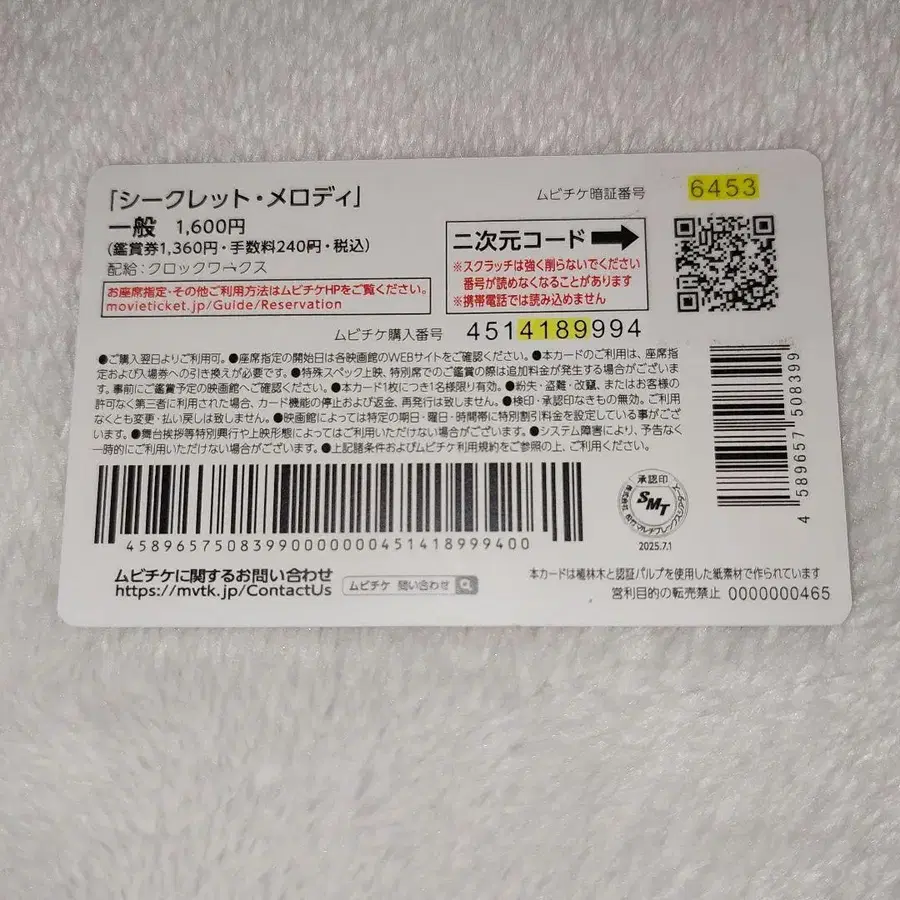 「シークレット・メロディ」
一般 1,600円
(鑑賞券1,360円・手数料240円・税込)
配給:クロックワークス
お座席指定・その他ご利用方法はムビチケHPをご覧ください。
movieticket.jp/Guide/Reservation
ムビチケ暗証番号 6453
二次元コード
※スクラッチは強く削らないでください
番号が読めなくなることがあります
※携帯電話では読み込めません
ムビチケ購入番号 4514189994
●ご購入翌日よりご利用可。●座席指定の開始日は各映画館のWEBサイトをご確認ください。●本カードのご利用は、座席指
定および入場券への引き換えが必要です。●特殊スペック上映、特別席でのご鑑賞の際は追加料金が発生する場合がございま
す。事前にご鑑賞予定の映画館へご確認ください。●本カード1枚につき1名様限り有効。●紛失・盗難・改竄、またはお客様の
許可なく第三者に利用された場合、カード機能の停止および返金、再発行は致しません。●検印・承認印なきもの無効。ご利用
なくとも変更・払い戻しは致しません。●映画館によっては特定の期日・曜日・時間帯に特別割引料金を設定している事がござ
います。●舞台挨拶等特別興行や上映形態によってはご利用いただけない場合がございます。●システム障害により、予告なく
一時的にご利用いただけない場合がございます。●上記諸条件およびムビチケ利用規約をご参照の上、ご利用ください。
4589657508399
4589657508399000000045141899940​0
承認印
SMT
株式会社 松竹マルチプレックスシアターズ
2025.7.1
ムビチケに関するお問い合わせ
https://mvtk.jp/ContactUs
ムビチケ 問い合わせ
本カードは植林木と認証パルプを使用した紙素材で作られています
営利目的の転売禁止 0000000465